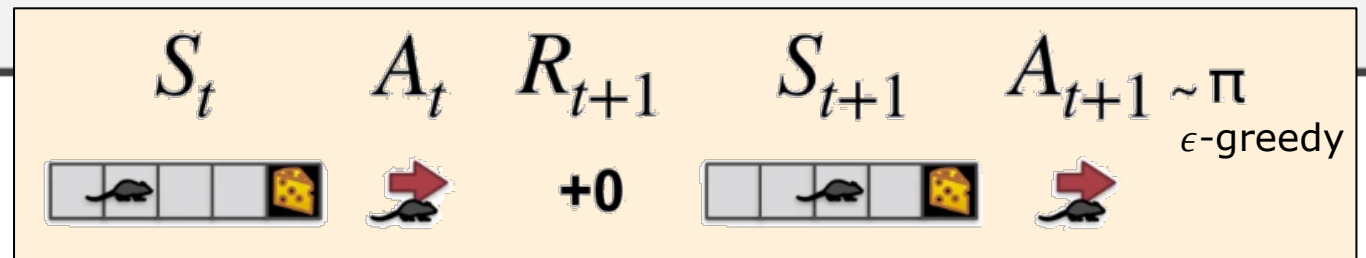 S_t A_t R_{t+1} S_{t+1} A_{t+1} ~ π
ϵ-greedy
+0